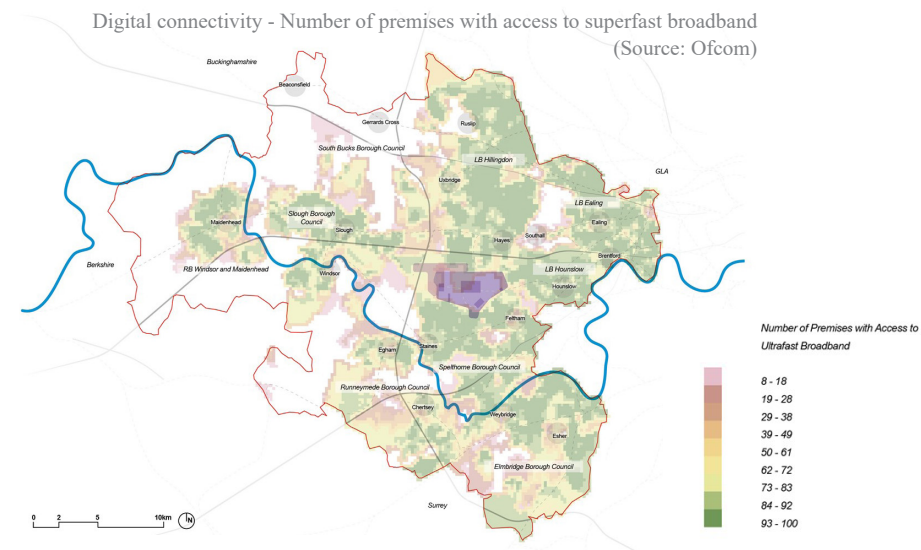 Digital connectivity - Number of premises with access to superfast broadband
(Source: Ofcom)
Buckinghamshire
Beaconsfield
Gerrards Cross
Ruislip
South Bucks Borough Council
LB Hillingdon
GLA
Uxbridge
LB Ealing
Slough Borough
Council
Maidenhead
Slough
Ealing
Southall
Hayes
Brentford
Berkshire
RB Windsor and Maidenhead
Windsor
LB Hounslow
Hounslow
Feltham
Number of Premises with Access to
Ultrafast Broadband
Egham
Staines
Spelthorne Borough Council
Runneymede Borough Council
Chertsey
Weybridge
Esher
Elmbridge Borough Council
Surrey
8 - 18
19 - 28
29 - 38
39 - 49
50 - 61
62 - 72
73 - 83
84 - 92
93 - 100
0 2 5 10km
N